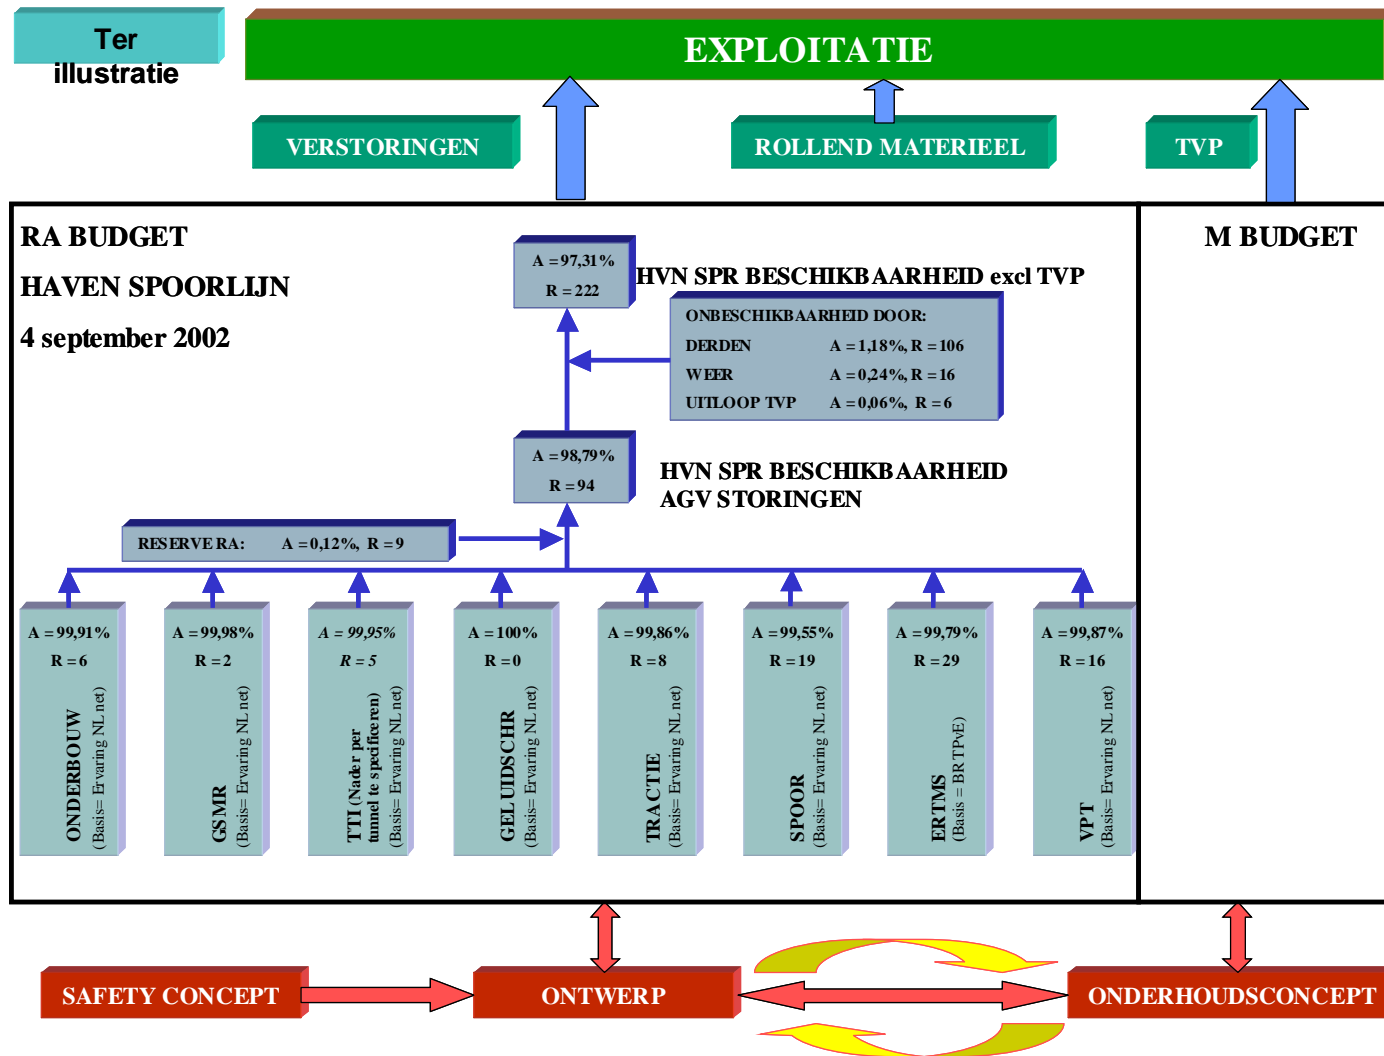 Ter
illustratie
EXPLOITATIE
VERSTORINGEN
ROLLEND MATERIEEL
TVP
RA BUDGET
HAVEN SPOORLIJN
4 september 2002
M BUDGET
A = 97,31%
R = 222
HVN SPR BESCHIKBAARHEID excl TVP
ONBESCHIKBAARHEID DOOR:
DERDEN A = 1,18%, R = 106
WEER A = 0,24%, R = 16
UITLOOP TVP A = 0,06%, R = 6
A = 98,79%
R = 94
HVN SPR BESCHIKBAARHEID
AGV STORINGEN
RESERVE RA: A = 0,12%, R = 9
A = 99,91%
R = 6
ONDERBOUW
(Basis= Ervaring NL net)
A = 99,98%
R = 2
GSMR
(Basis= Ervaring NL net)
A = 99,95%
R = 5
TTI (Nader per
tunnel te specificeren)
(Basis= Ervaring NL net)
A = 100%
R = 0
GELUIDSCHR
(Basis= Ervaring NL net)
A = 99,86%
R = 8
TRACTIE
(Basis= Ervaring NL net)
A = 99,55%
R = 19
SPOOR
(Basis= Ervaring NL net)
A = 99,79%
R = 29
ERTMS
(Basis = BRTPvE)
A = 99,87%
R = 16
VPT
(Basis= Ervaring NL net)
SAFETY CONCEPT
ONTWERP
ONDERHOUDSCONCEPT